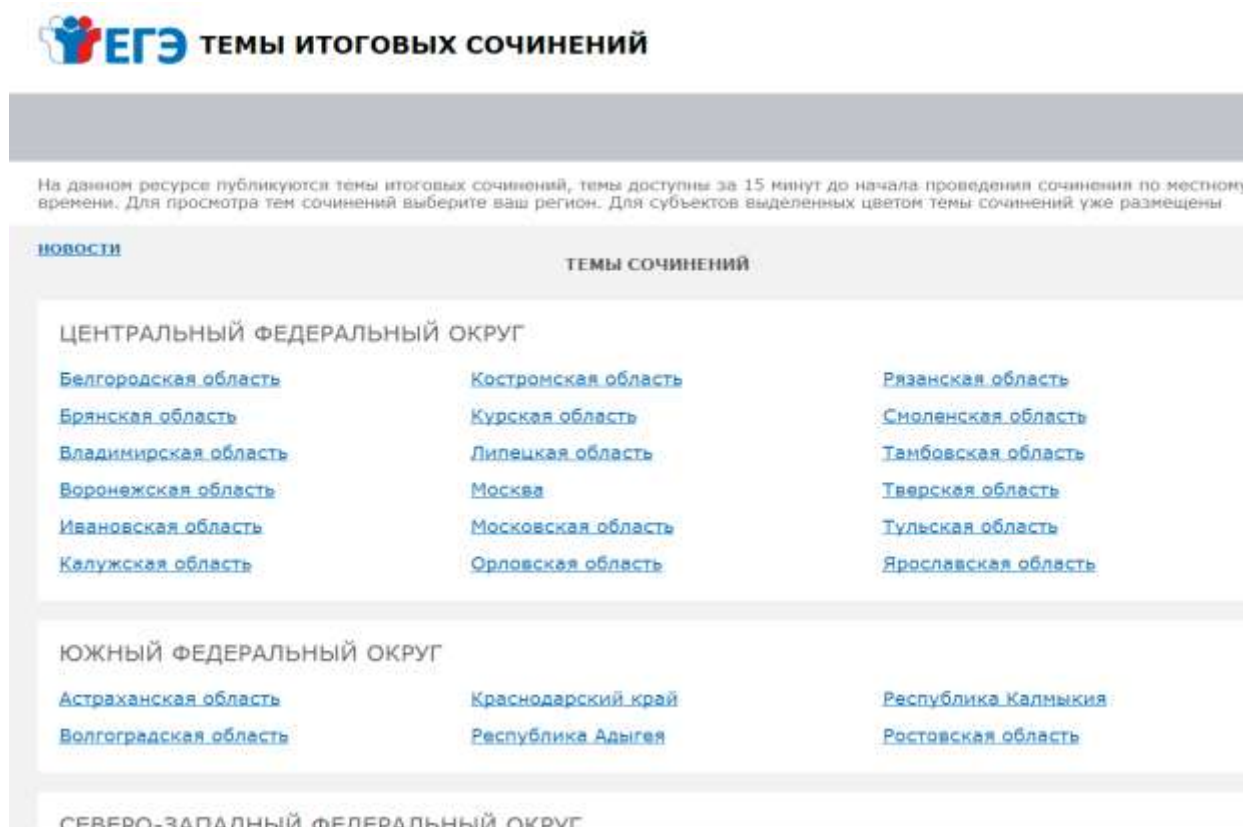 ЕГЭ ТЕМЫ ИТОГОВЫХ СОЧИНЕНИЙ
На данном ресурсе публикуются темы итоговых сочинений, темы доступны за 15 минут до начала проведения сочинения по местному
времени. Для просмотра тем сочинений выберите ваш регион. Для субъектов выделенных цветом темы сочинений уже размещены
НОВОСТИ
ТЕМЫ СОЧИНЕНИЙ
ЦЕНТРАЛЬНЫЙ ФЕДЕРАЛЬНЫЙ ОКРУГ
Белгородская область Костромская область Рязанская область
Брянская область Курская область Смоленская область
Владимирская область Липецкая область Тамбовская область
Воронежская область Москва Тверская область
Ивановская область Московская область Тульская область
Калужская область Орловская область Ярославская область
ЮЖНЫЙ ФЕДЕРАЛЬНЫЙ ОКРУГ
Астраханская область Краснодарский край Республика Калмыкия
Волгоградская область Республика Адыгея Ростовская область
СЕВЕРО-ЗАПАДНЫЙ ФЕДЕРАЛЬНЫЙ ОКРУГ